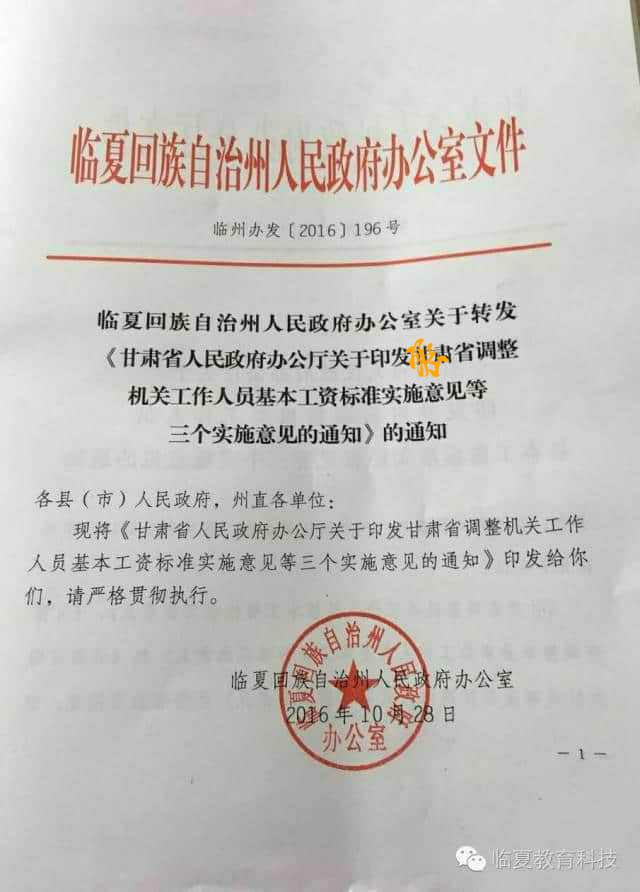 临夏回族自治州人民政府办公室文件
临州办发〔2016〕196号
临夏回族自治州人民政府办公室关于转发
《甘肃省人民政府办公厅关于印发肃省调整
机关工作人员基本工资标准实施意见等
三个实施意见的通知》的通知
各县（市）人民政府，州直各单位：
现将《甘肃省人民政府办公厅关于印发甘肃省调整机关工作
人员基本工资标准实施意见等三个实施意见的通知》印发给你
们，请严格贯彻执行。
临夏回族自治州人民政府办公室
2016年10月28日
临夏回族自治州人民政府
办公室
－1－
临夏教育科技